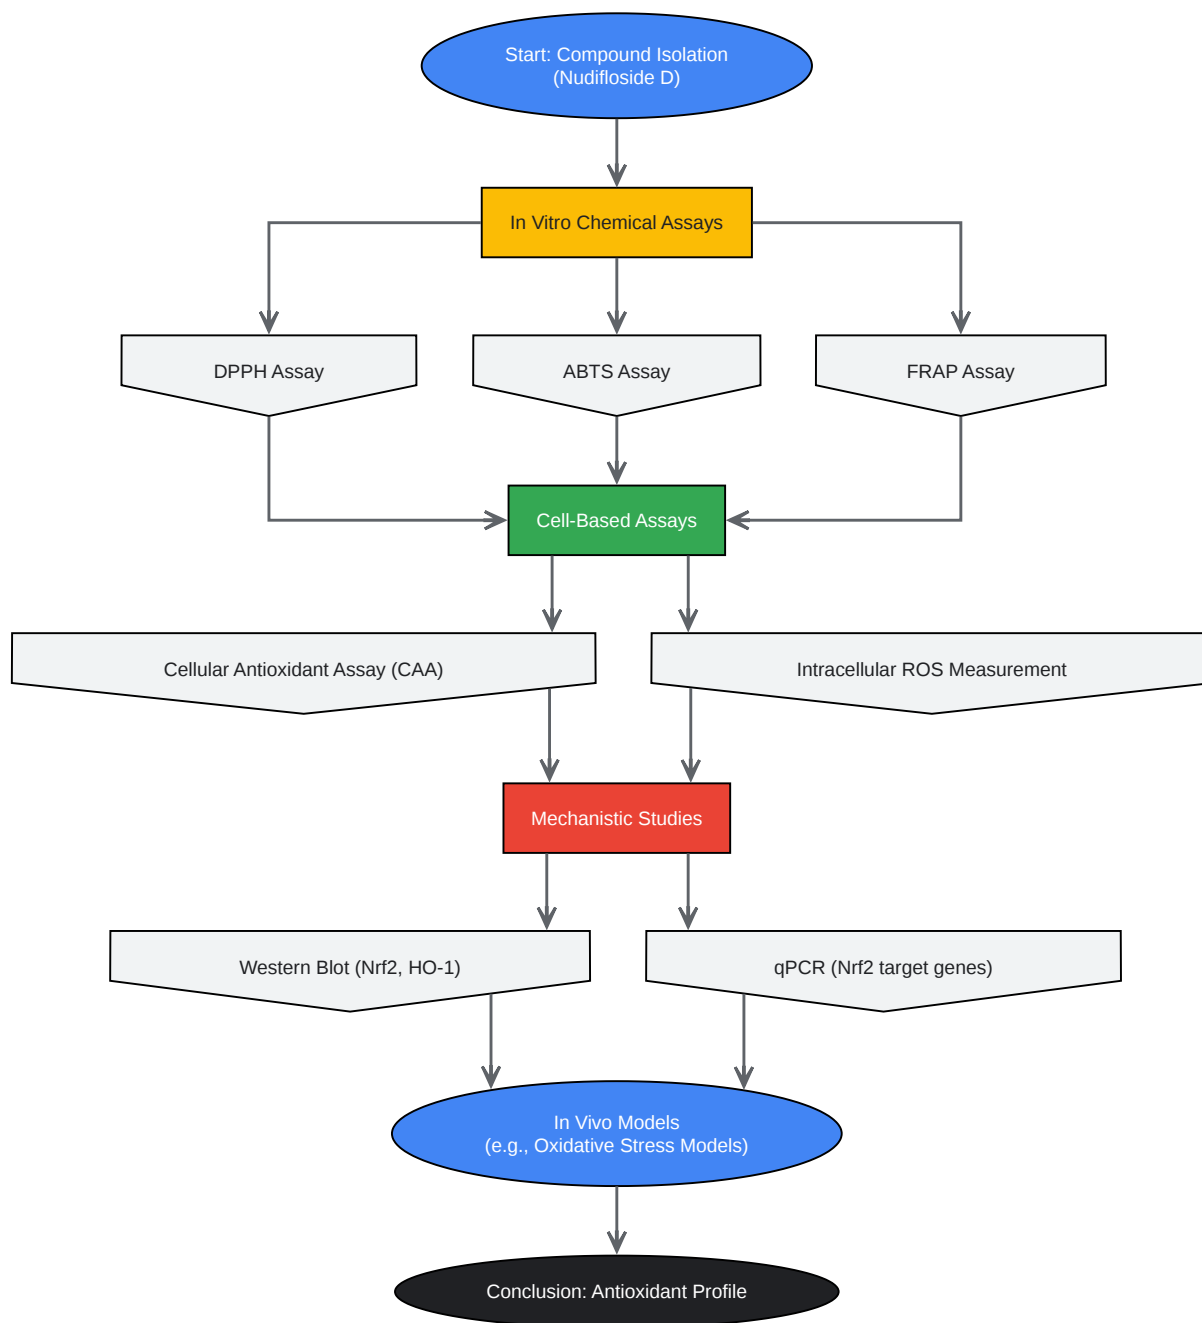 Start: Compound Isolation
(Nudifloside D)
In Vitro Chemical Assays
DPPH Assay
ABTS Assay
FRAP Assay
Cell-Based Assays
Cellular Antioxidant Assay (CAA)
Intracellular ROS Measurement
Mechanistic Studies
Western Blot (Nrf2, HO-1)
qPCR (Nrf2 target genes)
In Vivo Models
(e.g., Oxidative Stress Models)
Conclusion: Antioxidant Profile